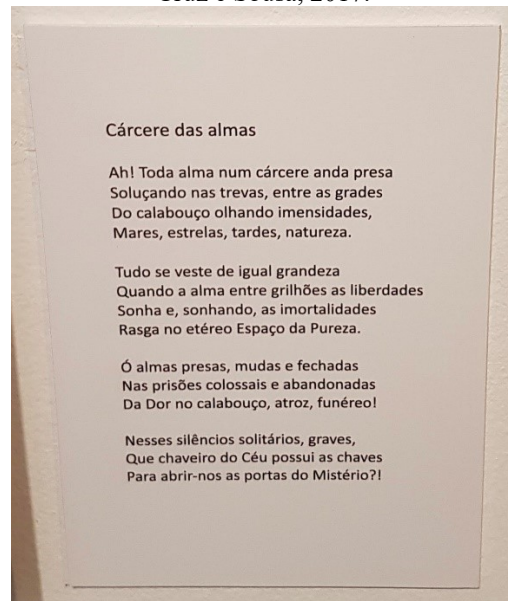 Cruz e Sousa, 2017.
Cárcere das almas
Ah! Toda alma num cárcere anda presa
Soluçando nas trevas, entre as grades
Do calabouço olhando imensidades,
Mares, estrelas, tardes, natureza.
Tudo se veste de igual grandeza
Quando a alma entre grilhões as liberdades
Sonha e, sonhando, as imortalidades
Rasga no etéreo Espaço da Pureza.
Ó almas presas, mudas e fechadas
Nas prisões colossais e abandonadas
Da Dor no calabouço, atroz, funéreo!
Nesses silêncios solitários, graves,
Que chaveiro do Céu possui as chaves
Para abrir-nos as portas do Mistério?!